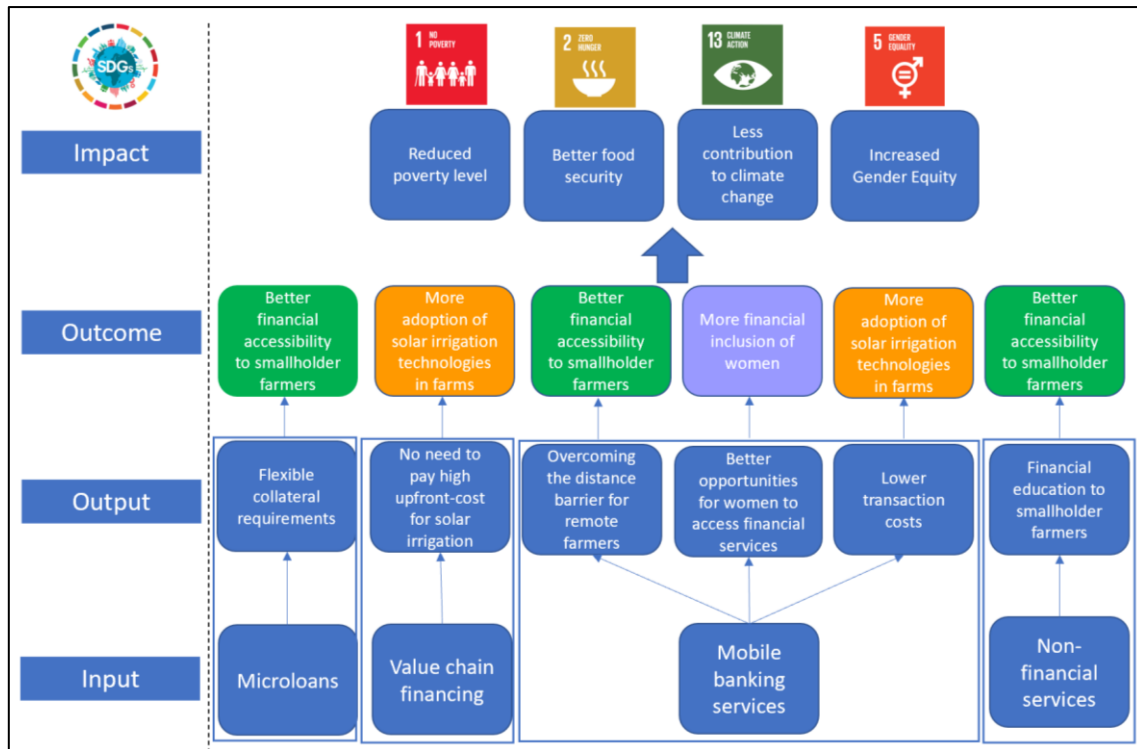 SDGs
1 NO
POVERTY
2 ZERO
HUNGER
13 CLIMATE
ACTION
5 GENDER
EQUALITY
Impact
Reduced
poverty level
Better food
security
Less
contribution
to climate
change
Increased
Gender Equity
Outcome
Better
financial
accessibility
to smallholder
farmers
More
adoption of
solar irrigation
technologies
in farms
Better
financial
accessibility
to smallholder
farmers
More financial
inclusion of
women
More
adoption of
solar irrigation
technologies
in farms
Better
financial
accessibility
to smallholder
farmers
Output
Flexible
collateral
requirements
No need to
pay high
upfront-cost
for solar
irrigation
Overcoming
the distance
barrier for
remote
farmers
Better
opportunities
for women to
access financial
services
Lower
transaction
costs
Financial
education to
smallholder
farmers
Input
Microloans
Value chain
financing
Mobile
banking
services
Non-
financial
services